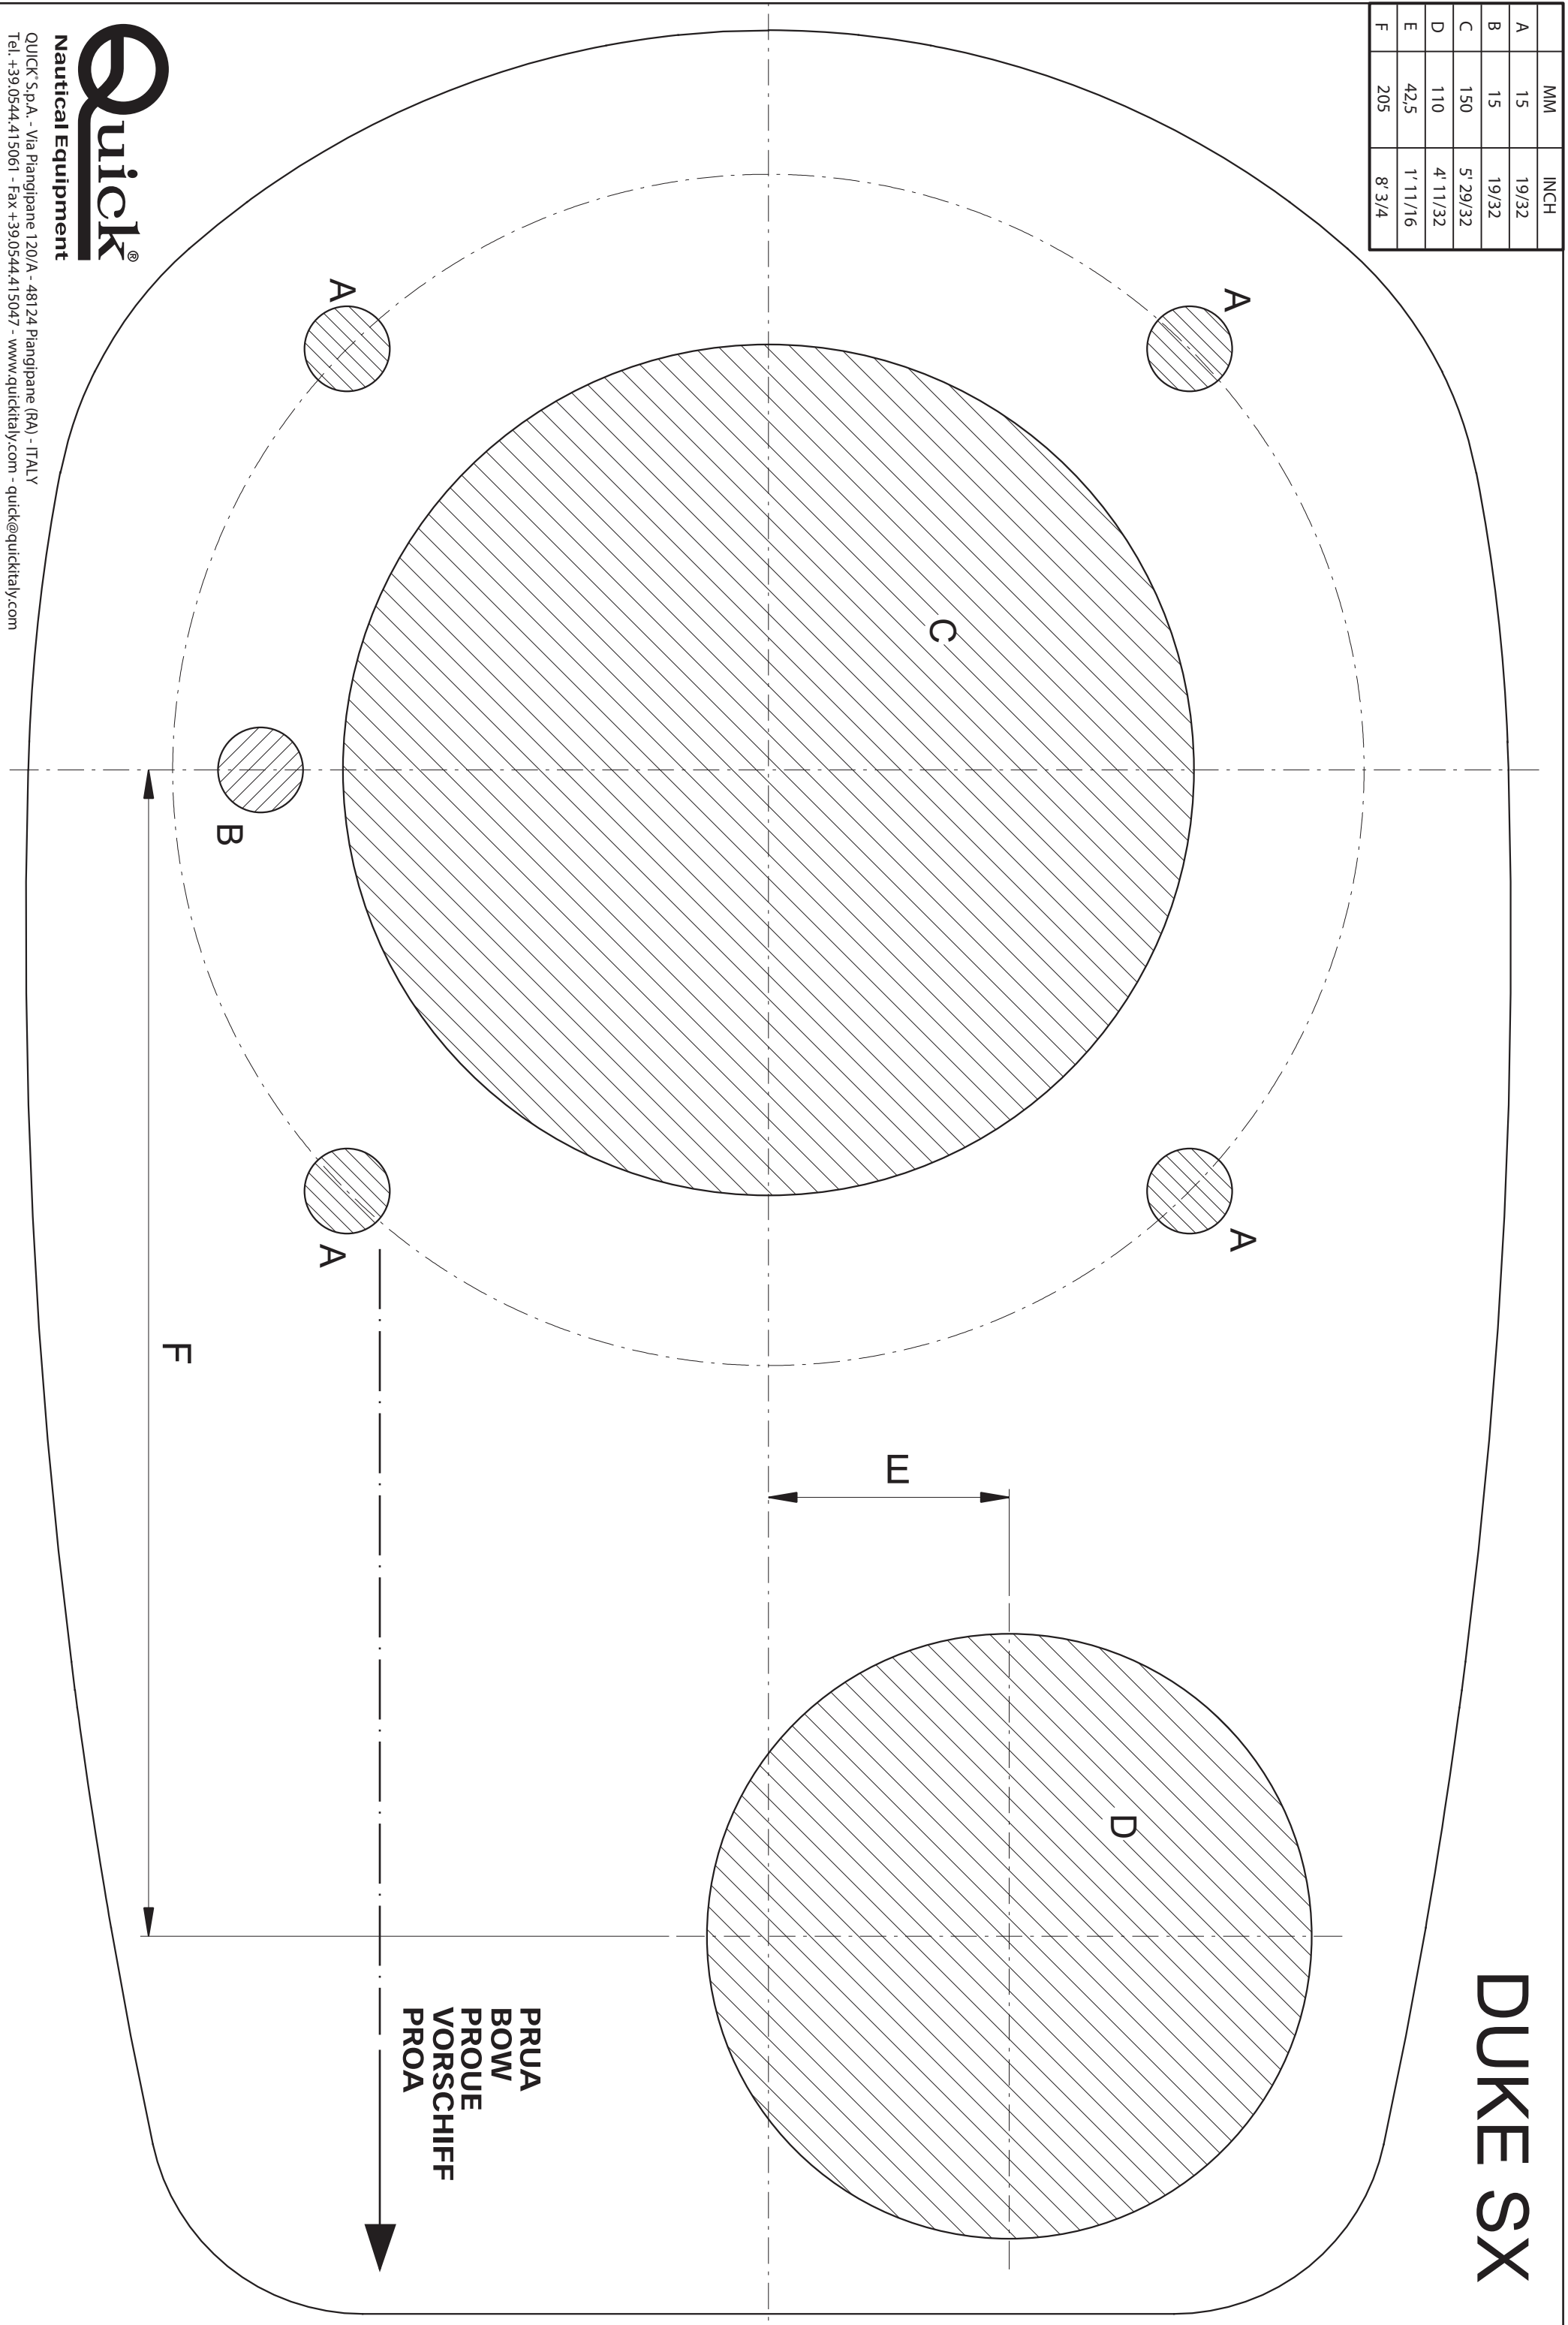 DUKE SX
MM INCH
A 15 19/32
B 15 19/32
C 150 5' 29/32
D 110 4' 11/32
E 42,5 1' 11/16
F 205 8' 3/4
A
A
C
D
E
B
A
A
F
PRUA
BOW
PROUE
VORSCHIFF
PROA
Quick®
Nautical Equipment
QUICK® S.p.A. - Via Piangipane 120/A - 48124 Piangipane (RA) - ITALY
Tel. +39.0544.415061 - Fax +39.0544.415047 - www.quickitaly.com - quick@quickitaly.com